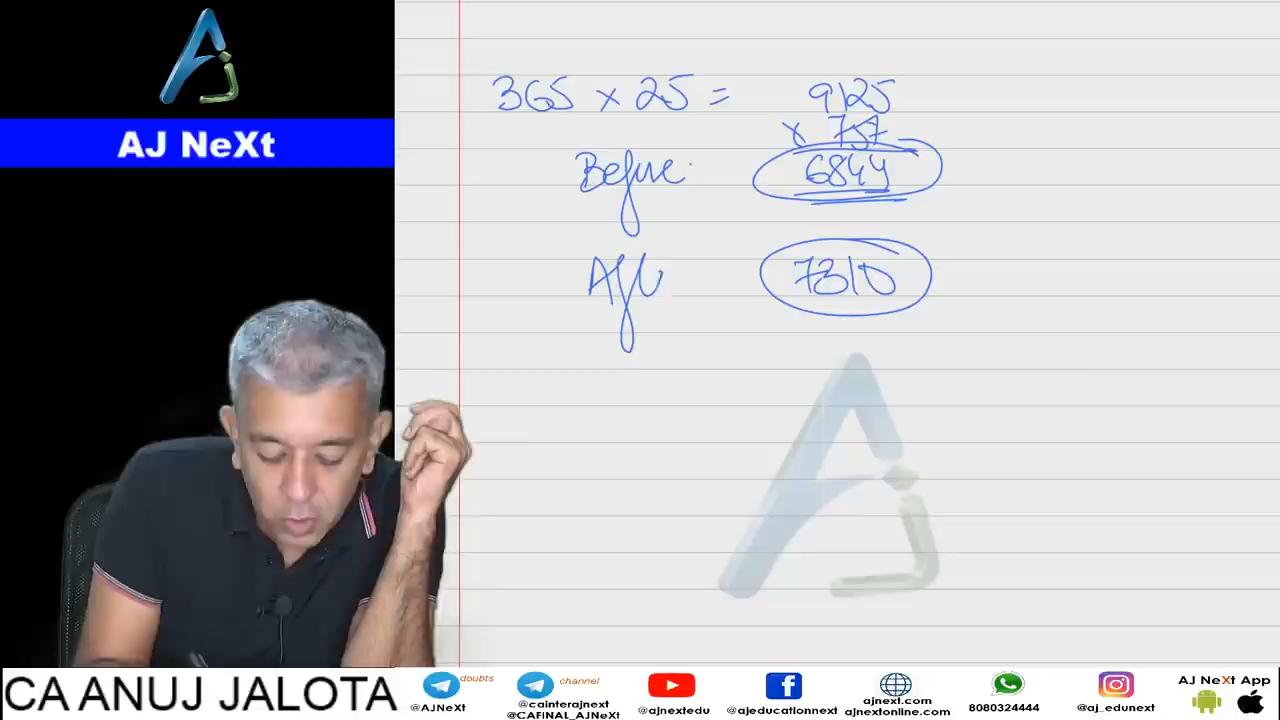 AJ NeXt
365 × 25 = 9125
× 75%
Before 6844
After 7310
CA ANUJ JALOTA
doubts
@AJNeXt
channel
@cainterajnext
@CAFINAL_AJNeXt
@ajnextedu
@ajeducationnext
ajnext.com
ajnextonline.com
8080324444
@aj_edunext
AJ NeXt App